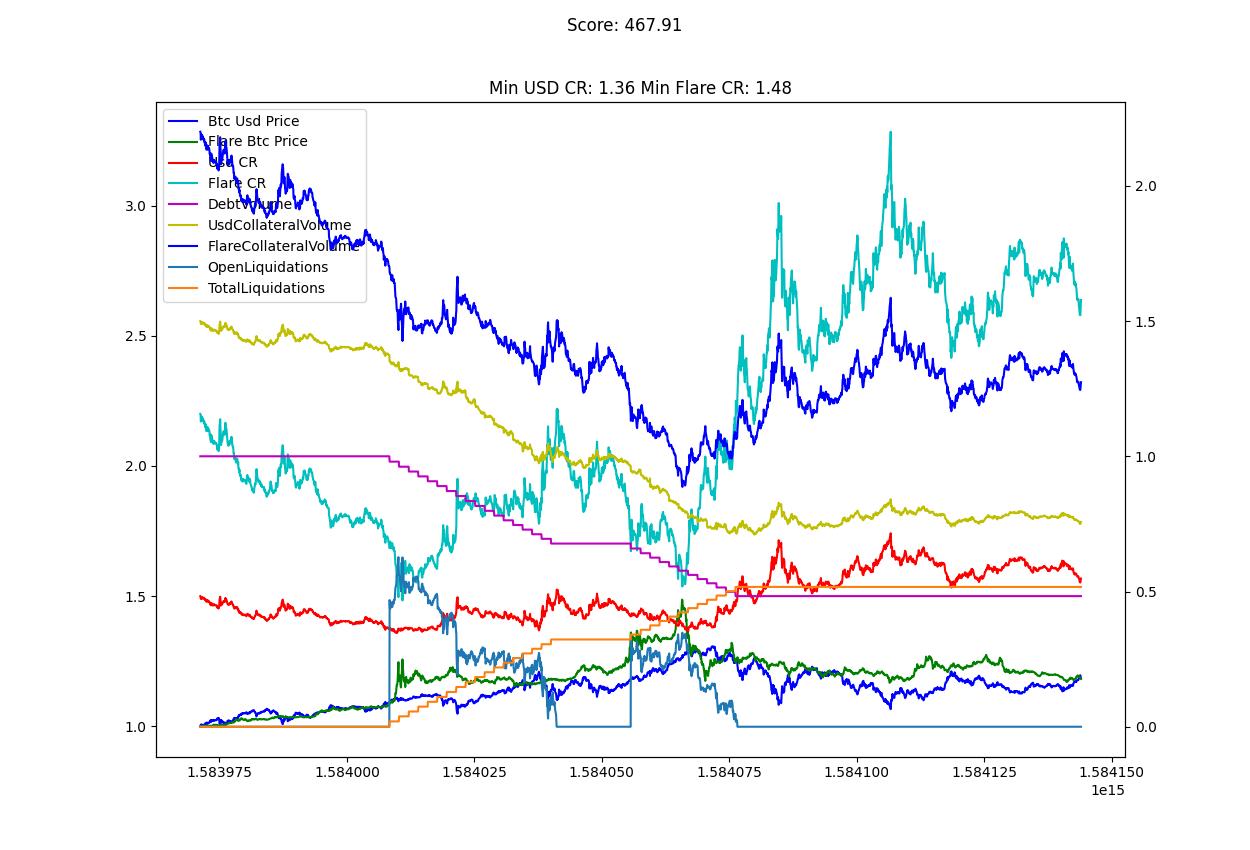 Score: 467.91
Min USD CR: 1.36 Min Flare CR: 1.48
Btc Usd Price
Flare Btc Price
Usd CR
Flare CR
DebtVolume
UsdCollateralVolume
FlareCollateralVolume
OpenLiquidations
TotalLiquidations
3.0
2.5
2.0
1.5
1.0
2.0
1.5
1.0
0.5
0.0
1.583975 1.584000 1.584025 1.584050 1.584075 1.584100 1.584125 1.584150
1e15